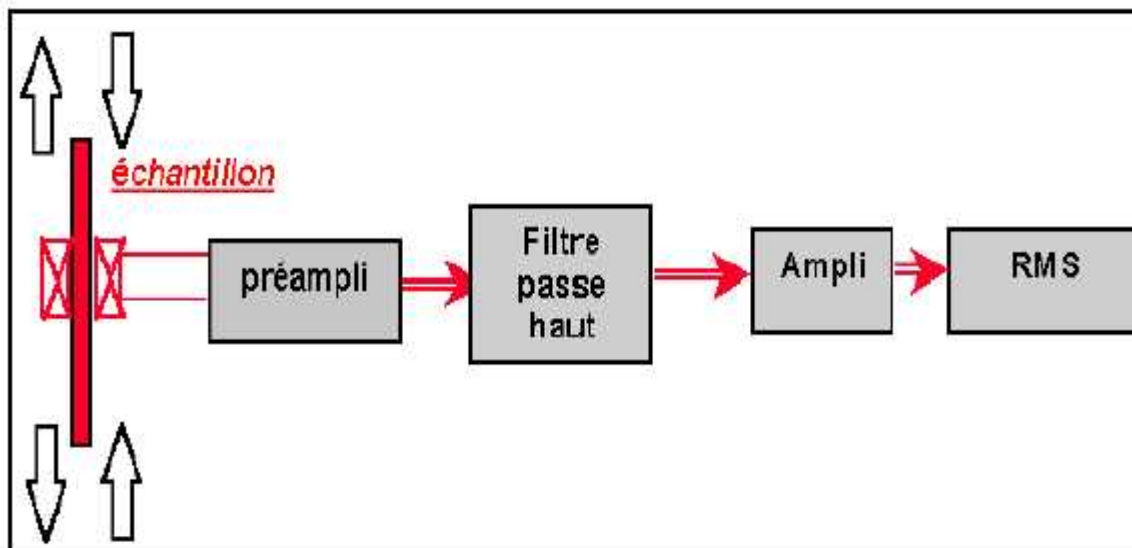 échantillon
préampli
Filtre
passe
haut
Ampli
RMS